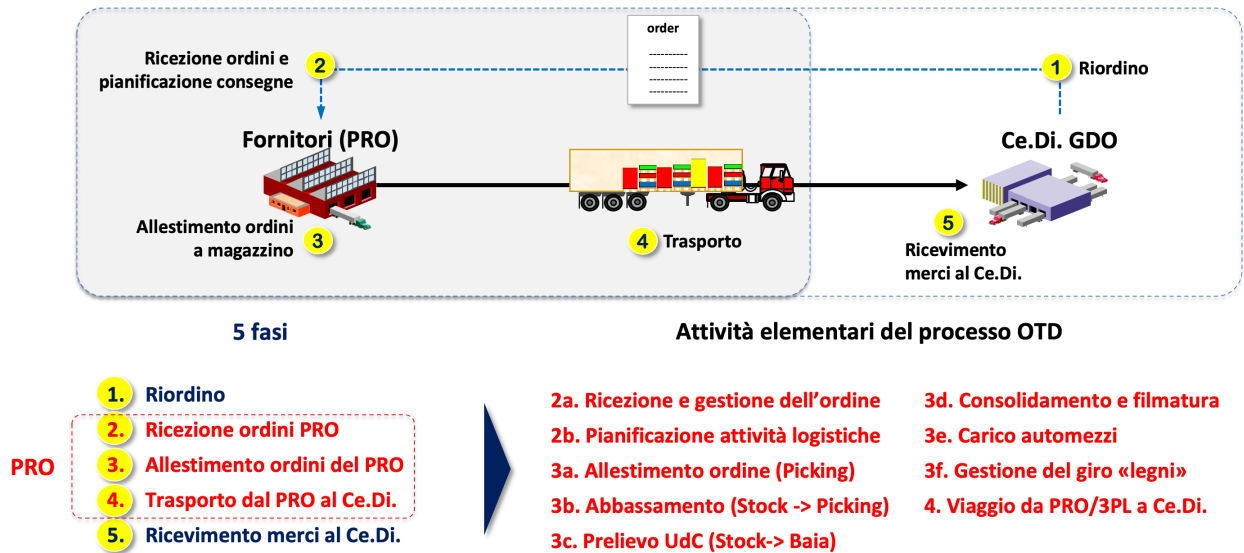 order
----------
----------
----------
----------
Ricezione ordini e
pianificazione consegne
2
1
Riordino
Fornitori (PRO)
Ce.Di. GDO
Allestimento ordini
a magazzino
3
4
Trasporto
5
Ricevimento
merci al Ce.Di.
5 fasi
Attività elementari del processo OTD
PRO
1. Riordino
2. Ricezione ordini PRO
3. Allestimento ordini del PRO
4. Trasporto dal PRO al Ce.Di.
5. Ricevimento merci al Ce.Di.
2a. Ricezione e gestione dell’ordine
2b. Pianificazione attività logistiche
3a. Allestimento ordine (Picking)
3b. Abbassamento (Stock -> Picking)
3c. Prelievo UdC (Stock-> Baia)
3d. Consolidamento e filmatura
3e. Carico automezzi
3f. Gestione del giro «legni»
4. Viaggio da PRO/3PL a Ce.Di.